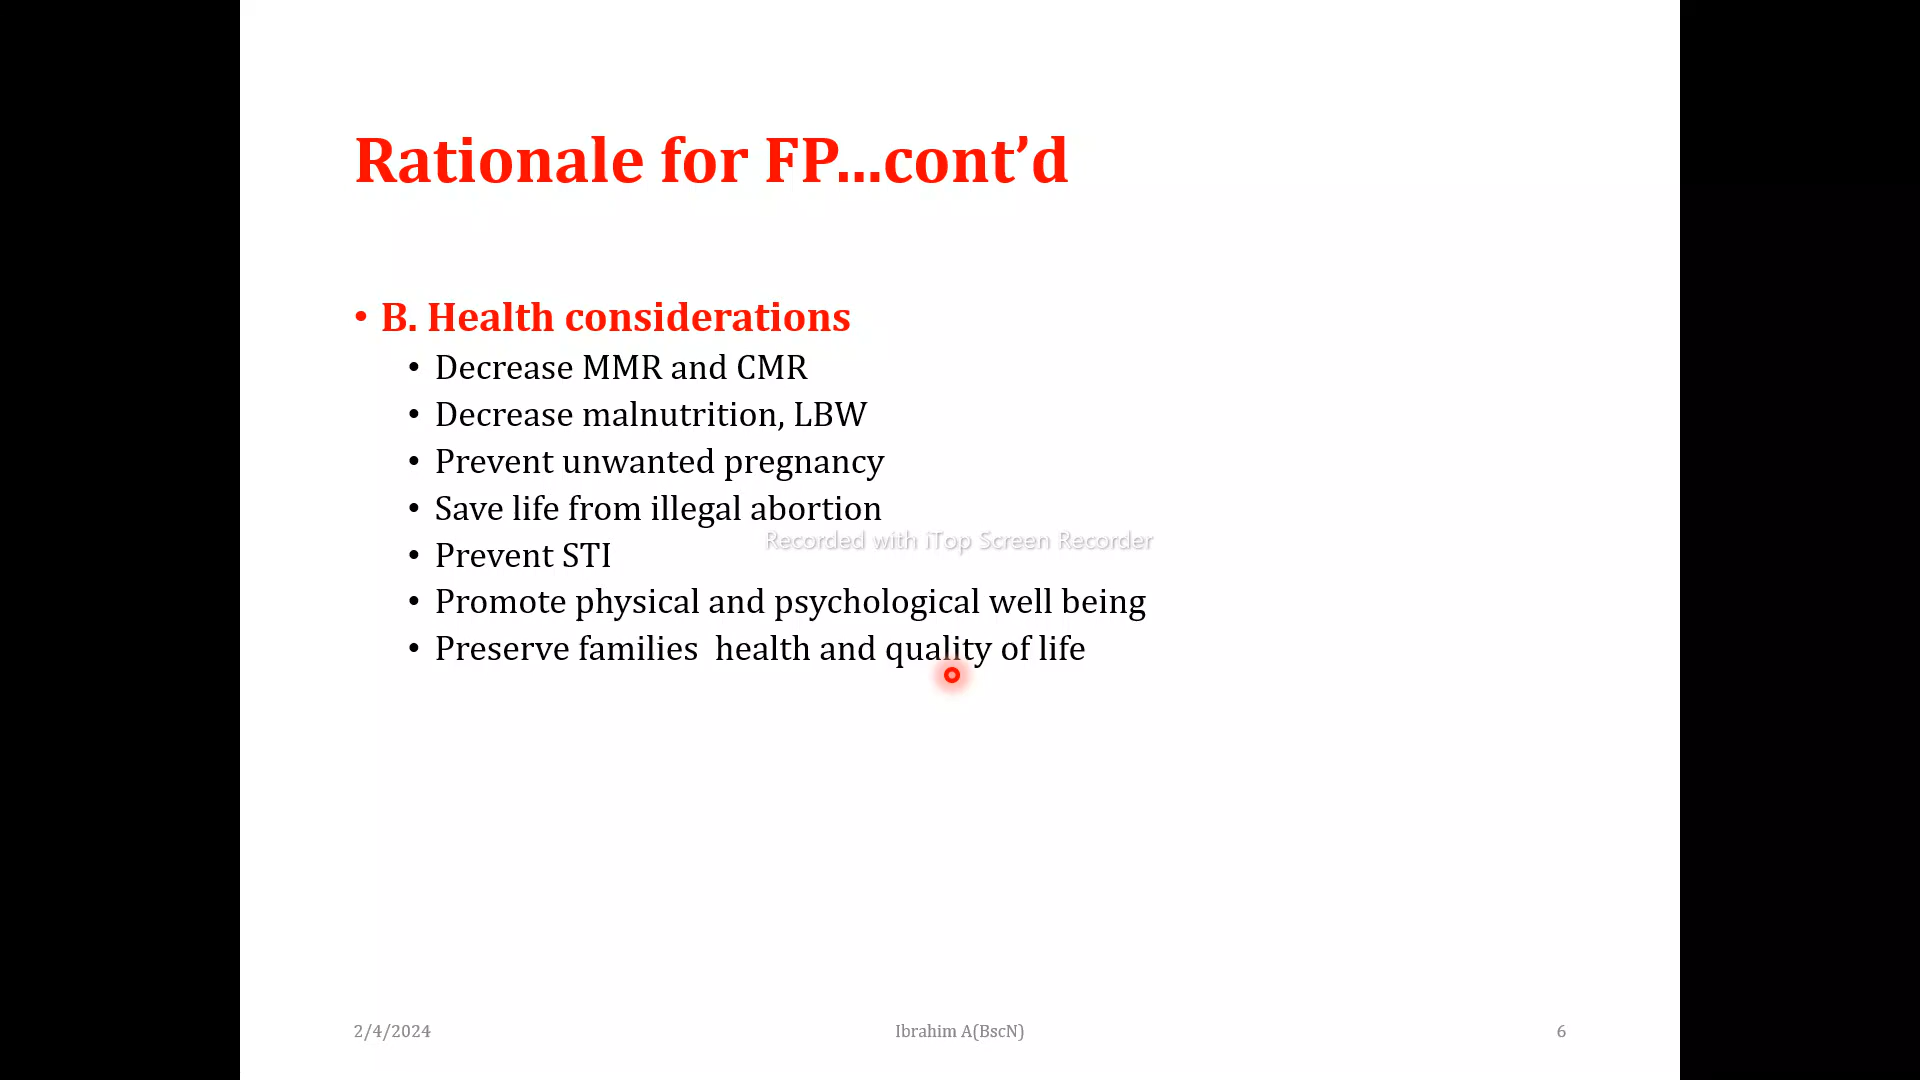 Rationale for FP...cont’d
• B. Health considerations
• Decrease MMR and CMR
• Decrease malnutrition, LBW
• Prevent unwanted pregnancy
• Save life from illegal abortion
Recorded with iTop Screen Recorder
• Prevent STI
• Promote physical and psychological well being
• Preserve families  health and quality of life
2/4/2024
Ibrahim A(BscN)
6